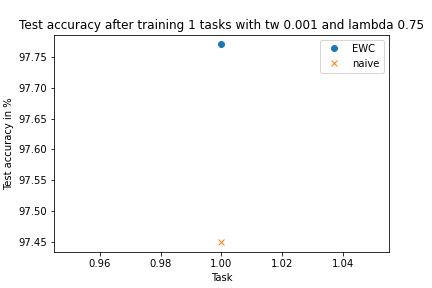 Test accuracy after training 1 tasks with tw 0.001 and lambda 0.75
EWC
naive
97.75
97.70
97.65
97.60
97.55
97.50
97.45
Test accuracy in %
0.96
0.98
1.00
1.02
1.04
Task